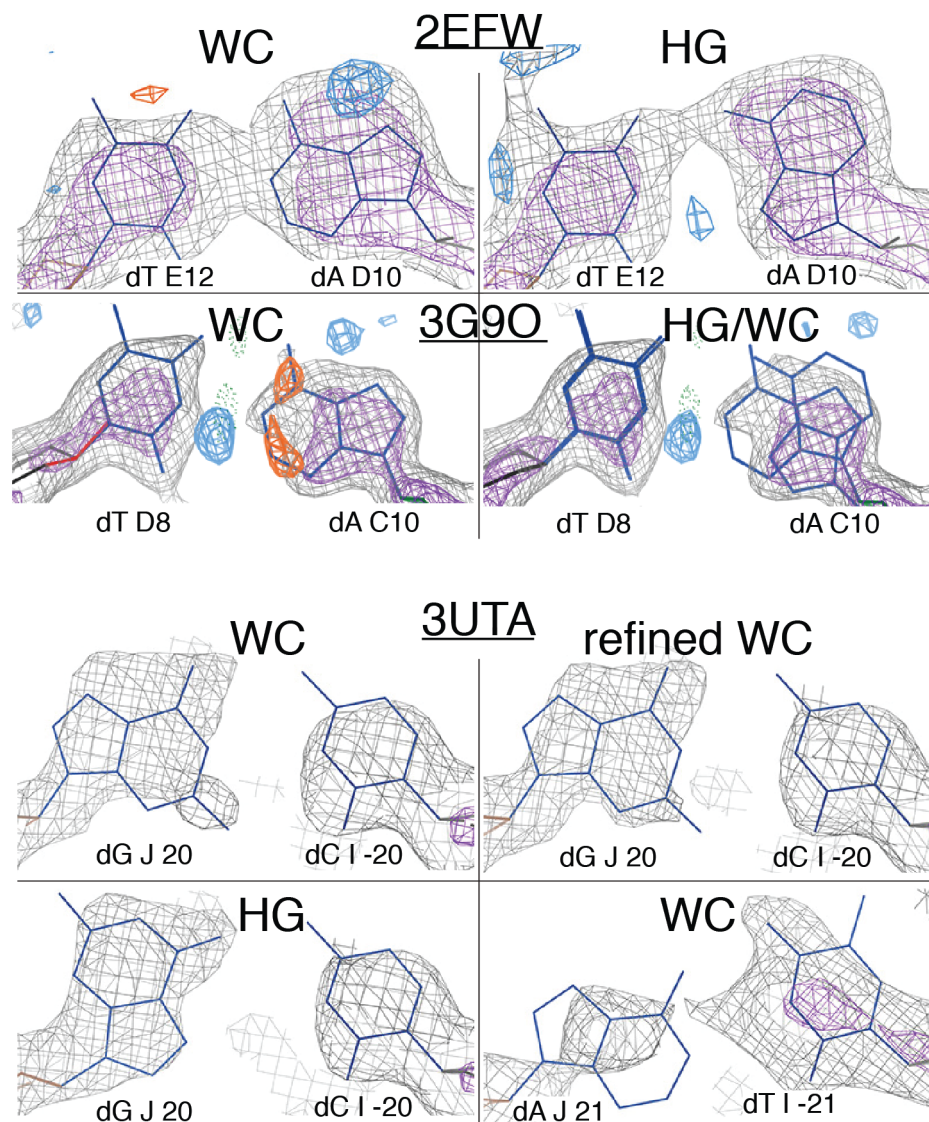 2EFW
WC HG
dT E12 dA D10 dT E12 dA D10
WC 3G9O HG/WC
dT D8 dA C10 dT D8 dA C10
3UTA
WC refined WC
dG J 20 dC I -20 dG J 20 dC I -20
HG WC
dG J 20 dC I -20 dA J 21 dT I -21